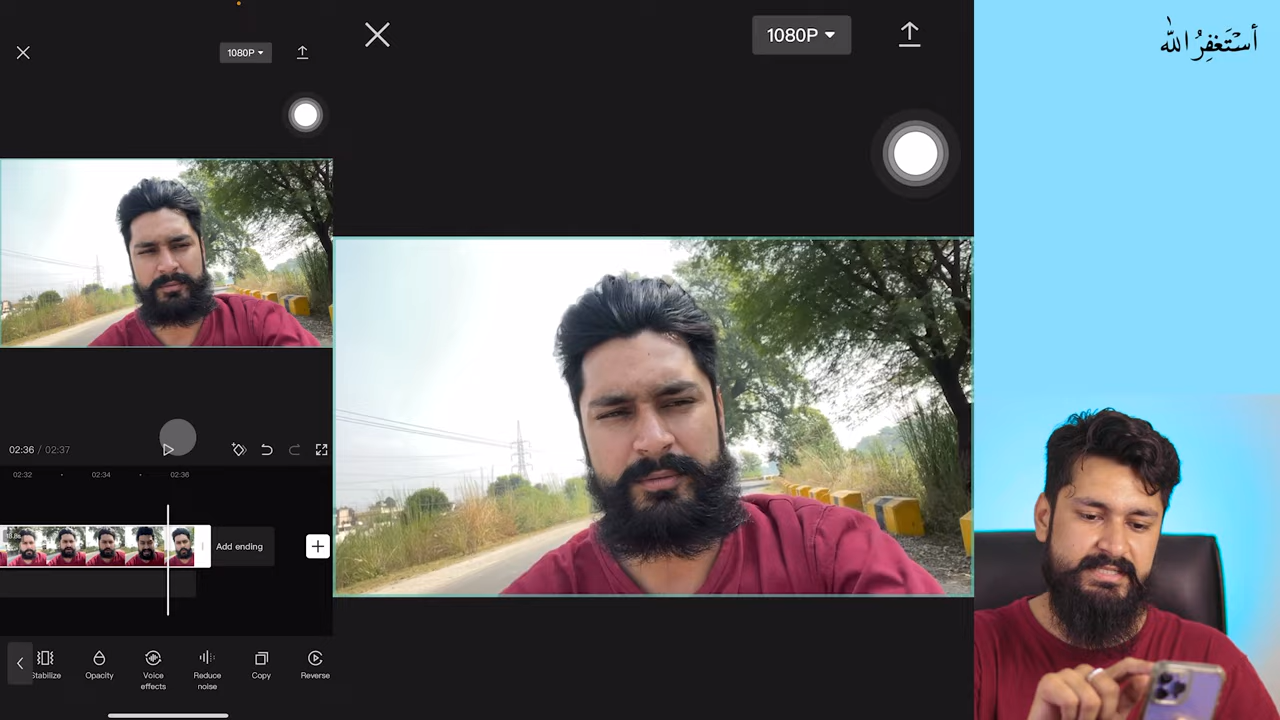 1080P
1080P
أستغفر الله
02:36 / 02:37
02:32
02:34
02:36
Add ending
Stabilize
Opacity
Voice effects
Reduce noise
Copy
Reverse